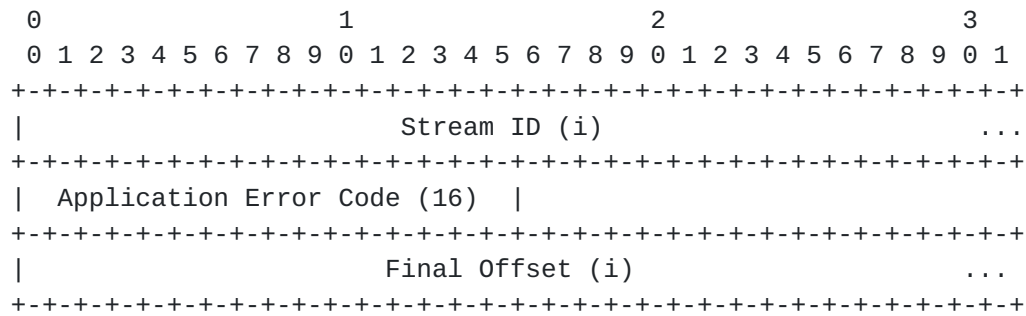 0                   1                   2                   3
 0 1 2 3 4 5 6 7 8 9 0 1 2 3 4 5 6 7 8 9 0 1 2 3 4 5 6 7 8 9 0 1
+-+-+-+-+-+-+-+-+-+-+-+-+-+-+-+-+-+-+-+-+-+-+-+-+-+-+-+-+-+-+-+-+
|                        Stream ID (i)                        ...
+-+-+-+-+-+-+-+-+-+-+-+-+-+-+-+-+-+-+-+-+-+-+-+-+-+-+-+-+-+-+-+-+
|  Application Error Code (16)  |
+-+-+-+-+-+-+-+-+-+-+-+-+-+-+-+-+-+-+-+-+-+-+-+-+-+-+-+-+-+-+-+-+
|                       Final Offset (i)                     ...
+-+-+-+-+-+-+-+-+-+-+-+-+-+-+-+-+-+-+-+-+-+-+-+-+-+-+-+-+-+-+-+-+